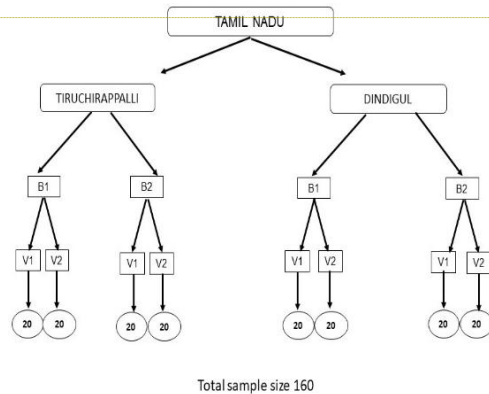 TAMIL NADU
TIRUCHIRAPPALLI DINDIGUL
B1 B2 B1 B2
V1 V2 V1 V2 V1 V2 V1 V2
20 20 20 20 20 20 20 20
Total sample size 160